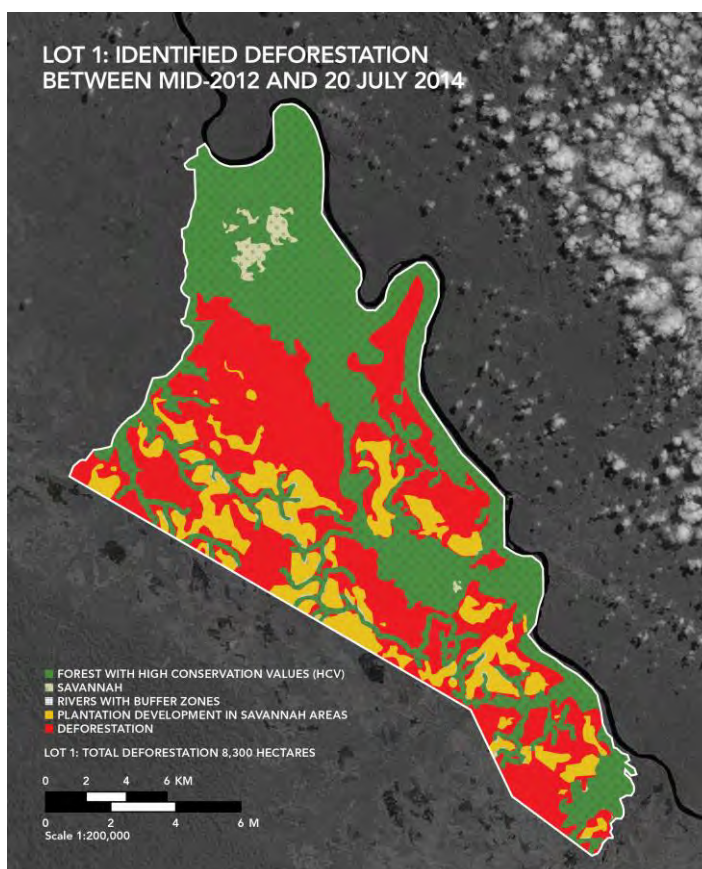 LOT 1: IDENTIFIED DEFORESTATION
BETWEEN MID-2012 AND 20 JULY 2014
FOREST WITH HIGH CONSERVATION VALUES (HCV)
SAVANNAH
RIVERS WITH BUFFER ZONES
PLANTATION DEVELOPMENT IN SAVANNAH AREAS
DEFORESTATION
LOT 1: TOTAL DEFORESTATION 8,300 HECTARES
0 2 4 6 KM
0 2 4 6 M
Scale 1:200,000